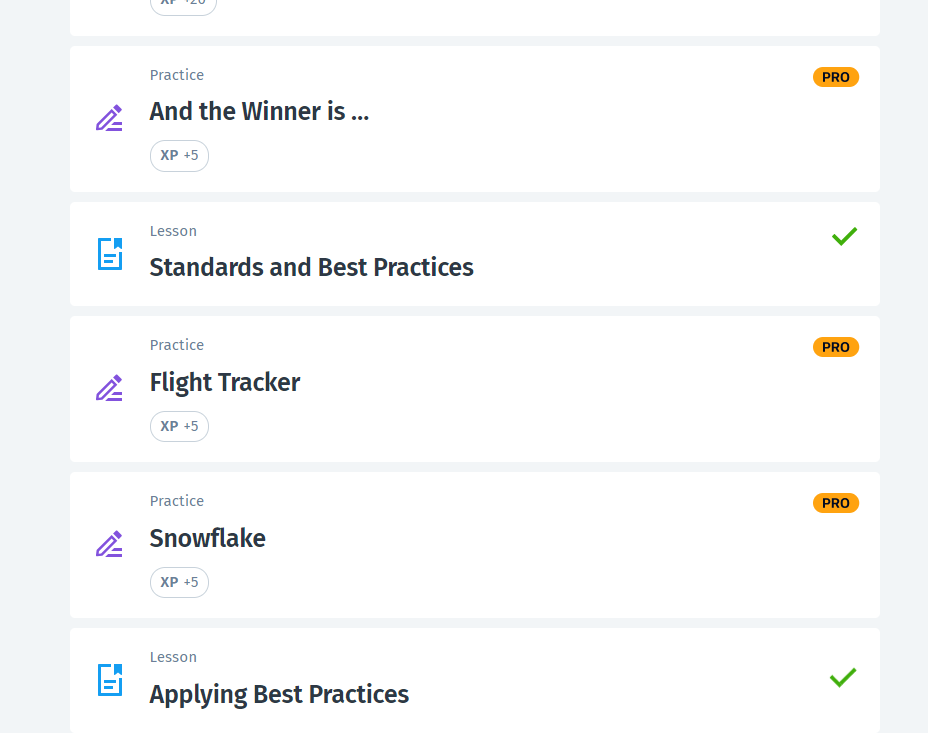 XP +20
Practice
PRO
And the Winner is ...
XP +5
Lesson
Standards and Best Practices
Practice
PRO
Flight Tracker
XP +5
Practice
PRO
Snowflake
XP +5
Lesson
Applying Best Practices